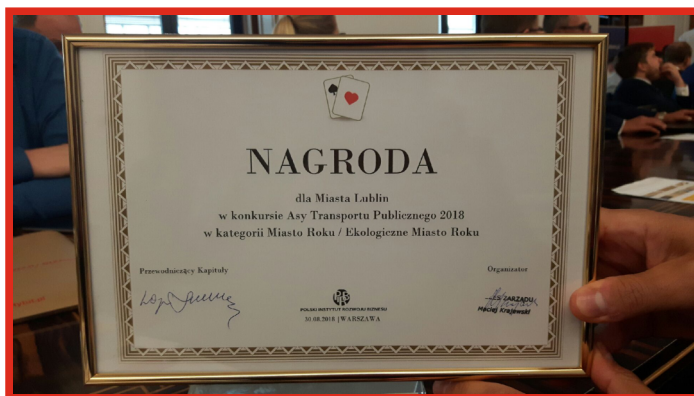 NAGRODA
dla Miasta Lublin
w konkursie Asy Transportu Publicznego 2018
w kategorii Miasto Roku / Ekologiczne Miasto Roku
Przewodniczący Kapituły
Organizator
POLSKI INSTYTUT ROZWOJU BIZNESU
30.08.2018 | WARSZAWA
ZARZĄDU
Maciej Krajewski